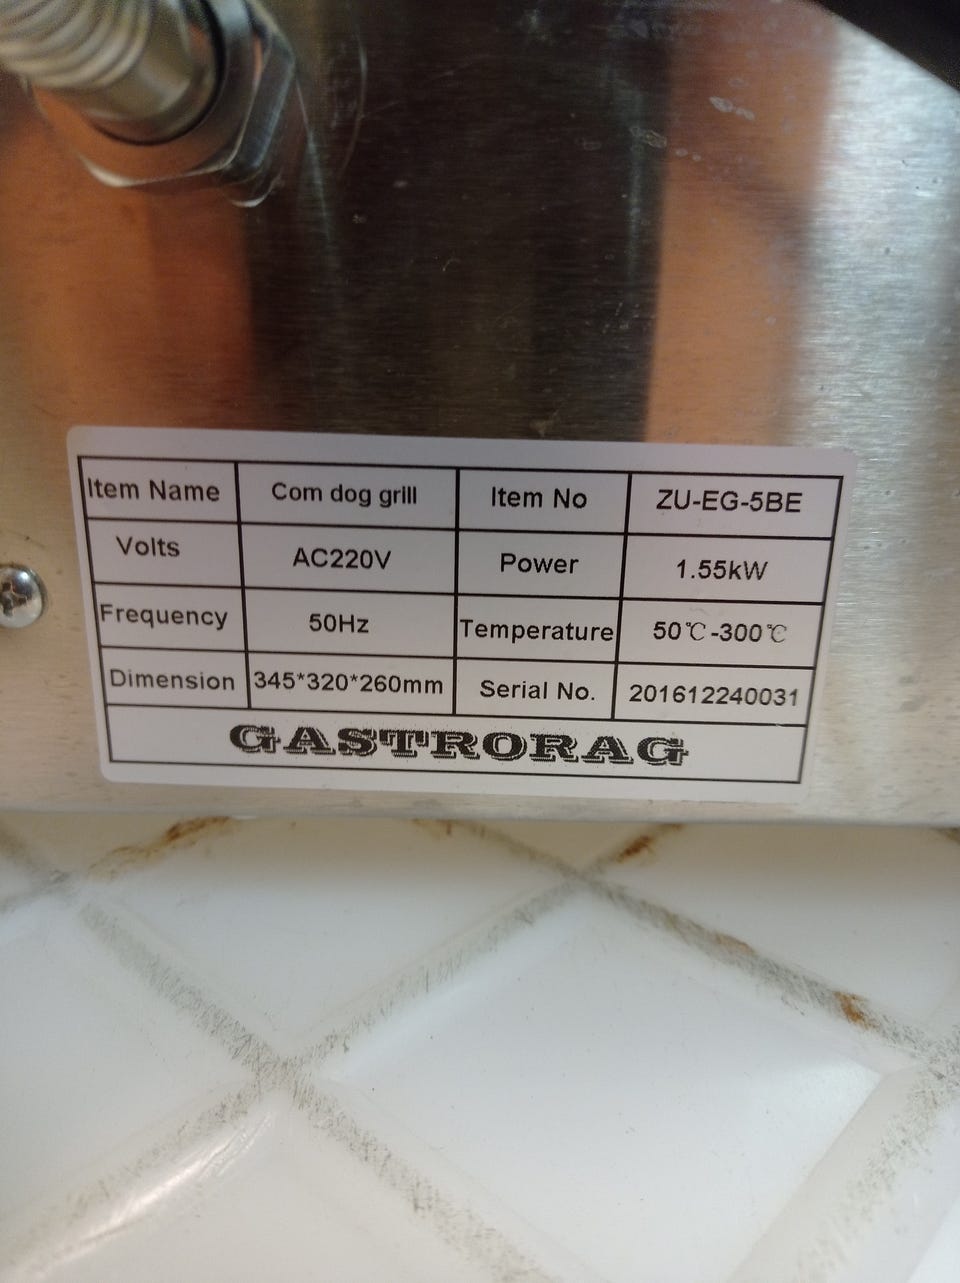 Item Name Com dog grill Item No ZU-EG-5BE
Volts AC220V Power 1.55kW
Frequency 50Hz Temperature 50℃-300℃
Dimension 345*320*260mm Serial No. 201612240031
GASTRORAG